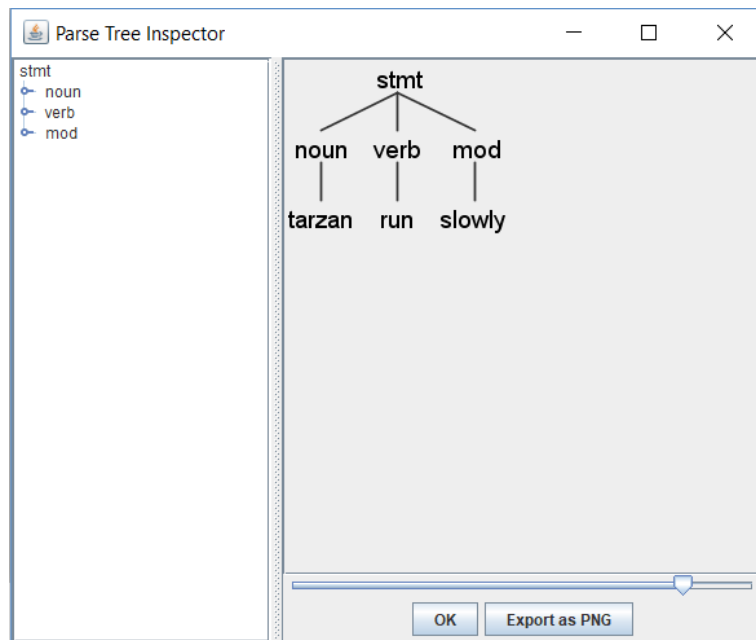 Parse Tree Inspector
stmt
noun
verb
mod
stmt
noun verb mod
tarzan run slowly
OK Export as PNG